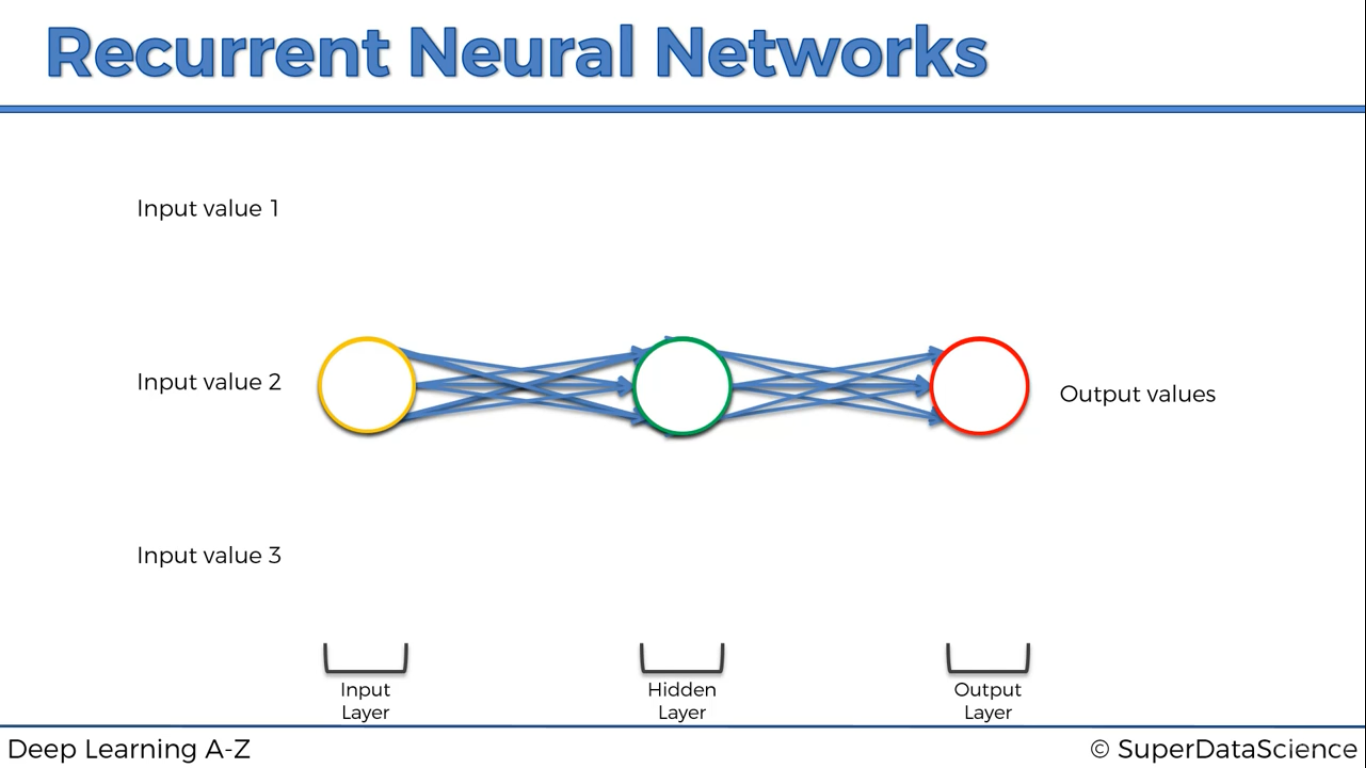 Recurrent Neural Networks
Input value 1
Input value 2
Output values
Input value 3
Input
Layer
Hidden
Layer
Output
Layer
Deep Learning A-Z
© SuperDataScience